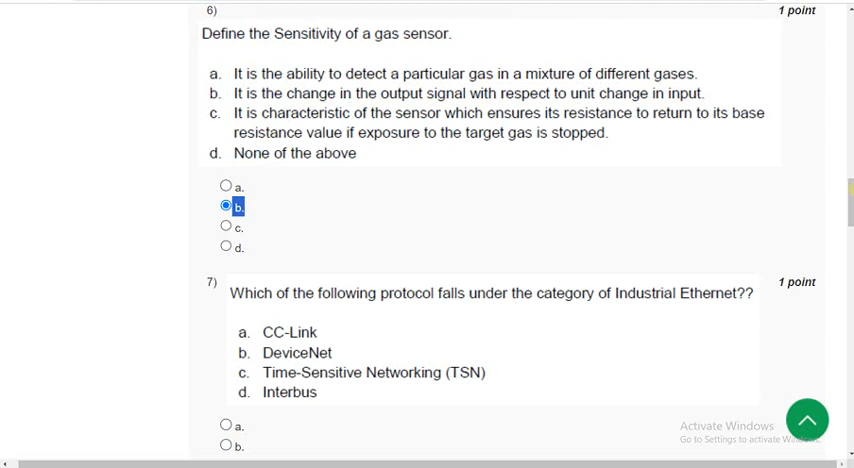 6)
1 point
Define the Sensitivity of a gas sensor.
a. It is the ability to detect a particular gas in a mixture of different gases.
b. It is the change in the output signal with respect to unit change in input.
c. It is characteristic of the sensor which ensures its resistance to return to its base
resistance value if exposure to the target gas is stopped.
d. None of the above
a.
b.
c.
d.
7)
1 point
Which of the following protocol falls under the category of Industrial Ethernet??
a. CC-Link
b. DeviceNet
c. Time-Sensitive Networking (TSN)
d. Interbus
a.
b.
Activate Windows
Go to Settings to activate Windows.